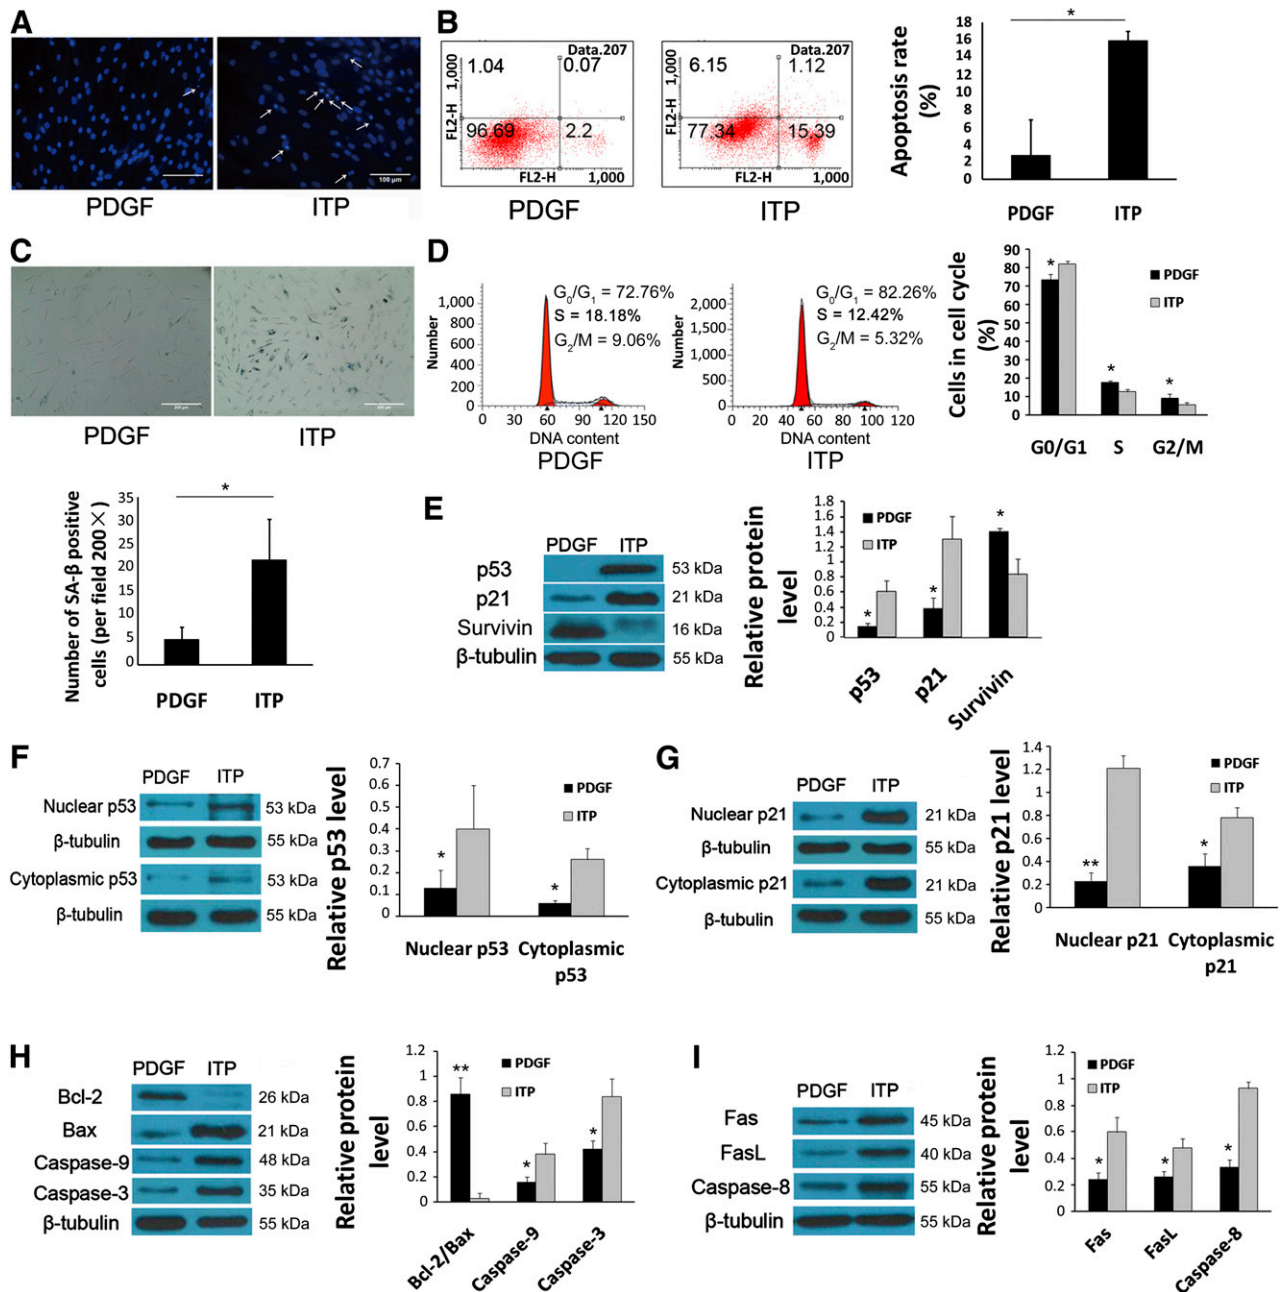 A
100 μm
PDGF
ITP
B
Data.207
1.04
0.07
96.69
2.2
1,000
FL2-H
FL2-H
1,000
PDGF
Data.207
6.15
1.12
77.34
15.39
1,000
FL2-H
FL2-H
1,000
ITP
Apoptosis rate
(%)
18
16
14
12
10
8
6
4
2
0
*
PDGF
ITP
C
PDGF
ITP
Number of SA-β positive
cells (per field 200×)
35
30
25
20
15
10
5
0
*
PDGF
ITP
D
Number
1,000
800
600
400
200
0
G0/G1 = 72.76%
S = 18.18%
G2/M = 9.06%
0 30 60 90 120 150
DNA content
PDGF
Number
2,000
1,500
1,000
500
0
G0/G1 = 82.26%
S = 12.42%
G2/M = 5.32%
0 20 40 60 80 100 120
DNA content
ITP
Cells in cell cycle
(%)
90
80
70
60
50
40
30
20
10
0
* * *
PDGF
ITP
G0/G1 S G2/M
E
PDGF ITP
p53 53 kDa
p21 21 kDa
Survivin 16 kDa
β-tubulin 55 kDa
Relative protein
level
1.8
1.6
1.4
1.2
1
0.8
0.6
0.4
0.2
0
PDGF
ITP
* * *
p53
p21
Survivin
F
PDGF ITP
Nuclear p53 53 kDa
β-tubulin 55 kDa
Cytoplasmic p53 53 kDa
β-tubulin 55 kDa
Relative p53 level
0.7
0.6
0.5
0.4
0.3
0.2
0.1
0
PDGF
ITP
* *
Nuclear p53 Cytoplasmic
p53
G
PDGF ITP
Nuclear p21 21 kDa
β-tubulin 55 kDa
Cytoplasmic p21 21 kDa
β-tubulin 55 kDa
Relative p21 level
1.4
1.2
1
0.8
0.6
0.4
0.2
0
PDGF
ITP
** *
Nuclear p21 Cytoplasmic
p21
H
PDGF ITP
Bcl-2 26 kDa
Bax 21 kDa
Caspase-9 48 kDa
Caspase-3 35 kDa
β-tubulin 55 kDa
Relative protein
level
1.2
1
0.8
0.6
0.4
0.2
0
PDGF
ITP
** * *
Bcl-2/Bax
Caspase-9
Caspase-3
I
PDGF ITP
Fas 45 kDa
FasL 40 kDa
Caspase-8 55 kDa
β-tubulin 55 kDa
Relative protein
level
1.2
1
0.8
0.6
0.4
0.2
0
PDGF
ITP
* * *
Fas
FasL
Caspase-8